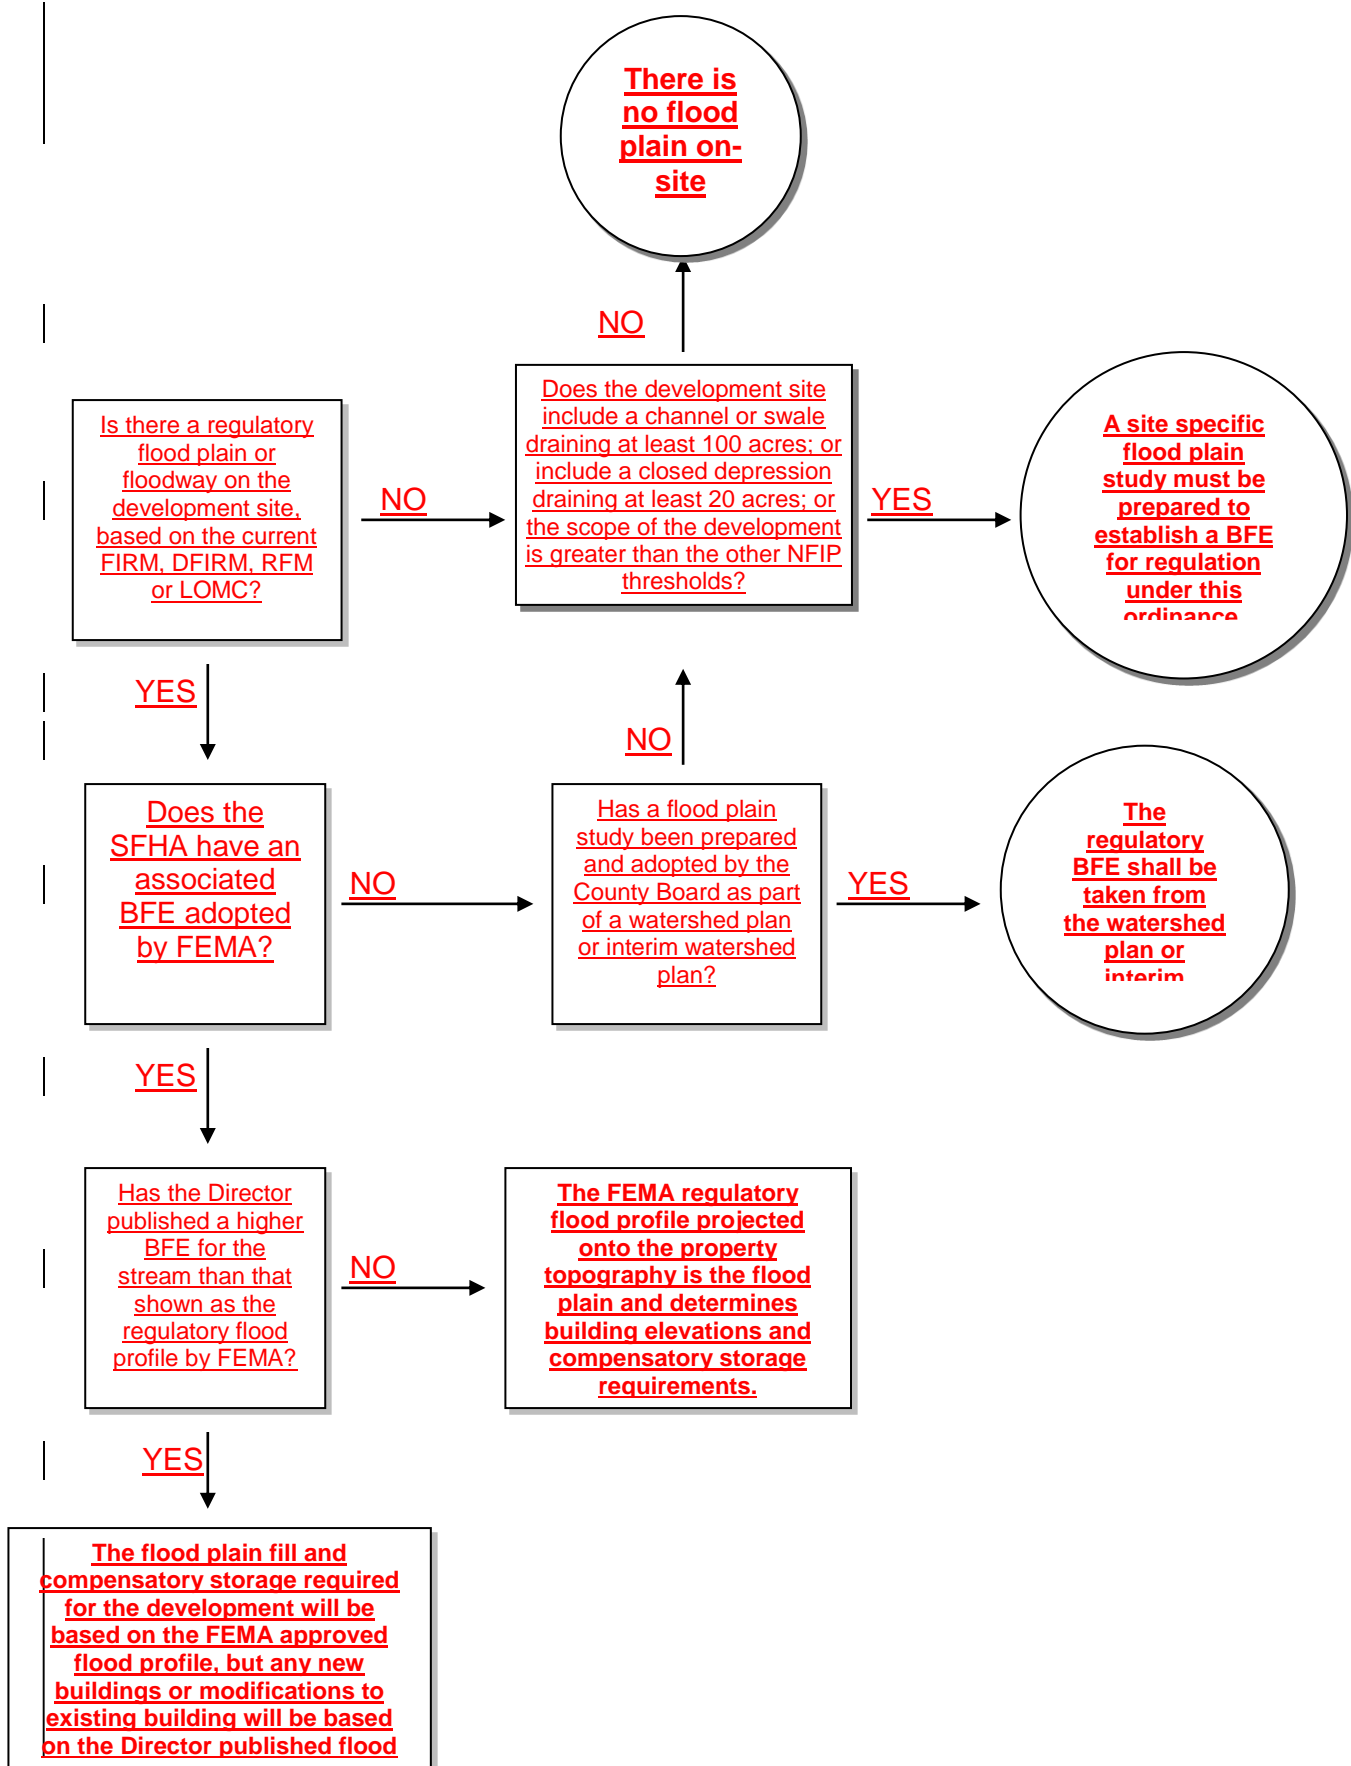 There is
no flood
plain on-
site
NO
Does the development site
include a channel or swale
draining at least 100 acres; or
include a closed depression
draining at least 20 acres; or
the scope of the development
is greater than the other NFIP
thresholds?
Is there a regulatory
flood plain or
floodway on the
development site,
based on the current
FIRM, DFIRM, RFM
or LOMC?
NO
YES
A site specific
flood plain
study must be
prepared to
establish a BFE
for regulation
under this
ordinance
YES
NO
Does the
SFHA have an
associated
BFE adopted
by FEMA?
NO
Has a flood plain
study been prepared
and adopted by the
County Board as part
of a watershed plan
or interim watershed
plan?
YES
The
regulatory
BFE shall be
taken from
the watershed
plan or
interim
YES
Has the Director
published a higher
BFE for the
stream than that
shown as the
regulatory flood
profile by FEMA?
NO
The FEMA regulatory
flood profile projected
onto the property
topography is the flood
plain and determines
building elevations and
compensatory storage
requirements.
YES
The flood plain fill and
compensatory storage required
for the development will be
based on the FEMA approved
flood profile, but any new
buildings or modifications to
existing building will be based
on the Director published flood